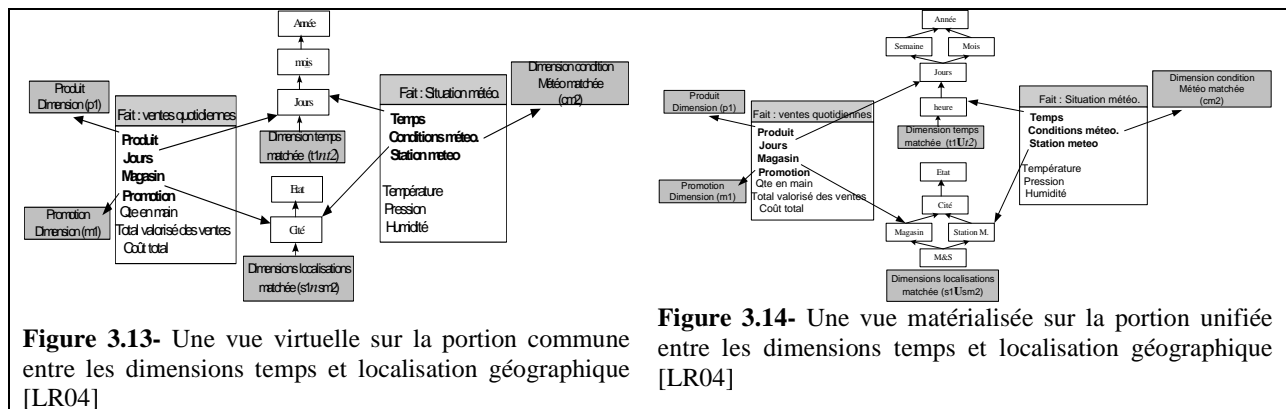 Année
mois
Jours
Dimension temps
matchée (t1nt2)
Produit
Dimension (p1)
Fait : ventes quotidiennes
Produit
Jours
Magasin
Promotion
Qte en main
Total valorisé des ventes
Coût total
Promotion
Dimension (m1)
Etat
Cité
Dimensions localisations
matchée (s1nsm2)
Fait : Situation météo.
Temps
Conditions méteo.
Station meteo
Température
Pression
Humidité
Dimension condition
Météo matchée
(cm2)
Figure 3.13- Une vue virtuelle sur la portion commune
entre les dimensions temps et localisation géographique
[LR04]
Année
Semaine
Mois
Jours
heure
Dimension temps
matchée (t1Ut2)
Produit
Dimension (p1)
Fait : ventes quotidiennes
Produit
Jours
Magasin
Promotion
Qte en main
Total valorisé des ventes
Coût total
Promotion
Dimension (m1)
Etat
Cité
Magasin
Station M.
M&S
Dimensions localisations
matchée (s1Usm2)
Fait : Situation météo.
Temps
Conditions méteo.
Station meteo
Température
Pression
Humidité
Dimension condition
Météo matchée
(cm2)
Figure 3.14- Une vue matérialisée sur la portion unifiée
entre les dimensions temps et localisation géographique
[LR04]